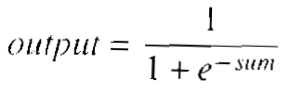 output = 1 / (1 + e^{-sum})